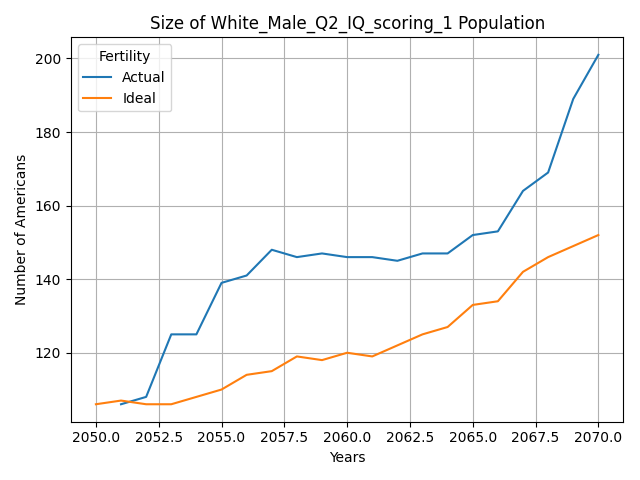 Size of White_Male_Q2_IQ_scoring_1 Population
Fertility
Actual
Ideal
Number of Americans
200
180
160
140
120
2050.0 2052.5 2055.0 2057.5 2060.0 2062.5 2065.0 2067.5 2070.0
Years